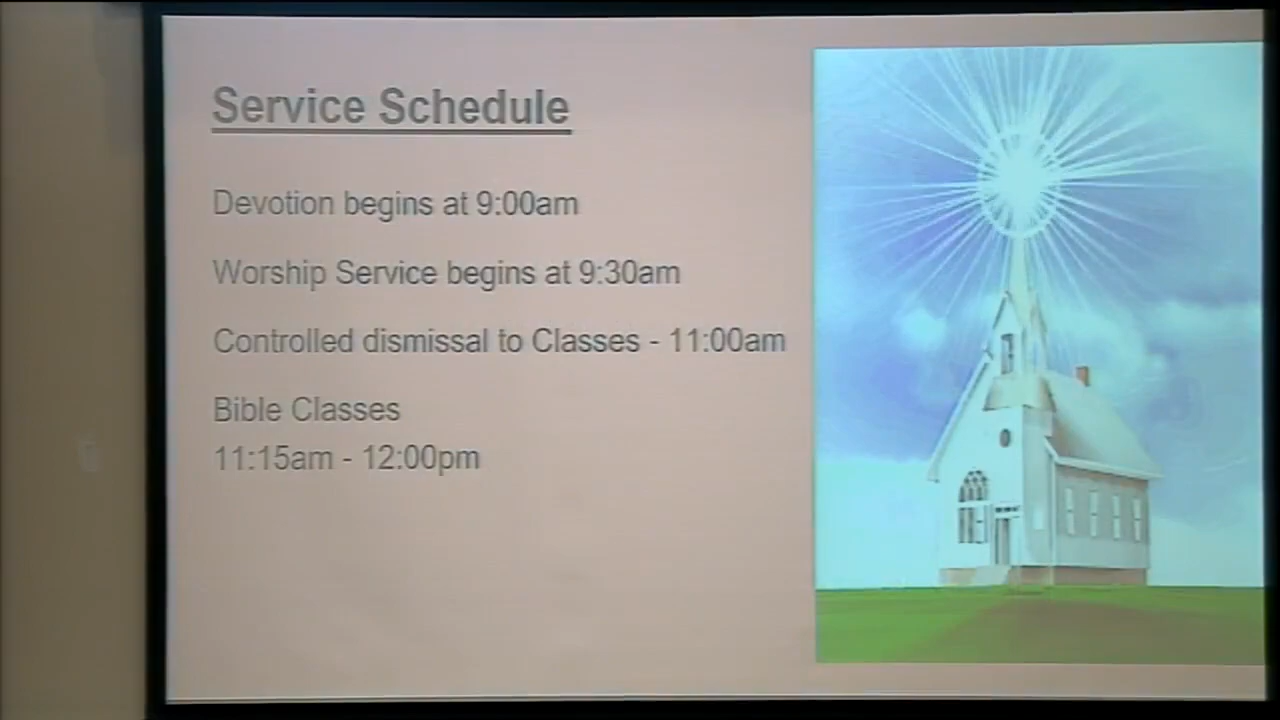 Service Schedule
Devotion begins at 9:00am
Worship Service begins at 9:30am
Controlled dismissal to Classes - 11:00am
Bible Classes
11:15am - 12:00pm